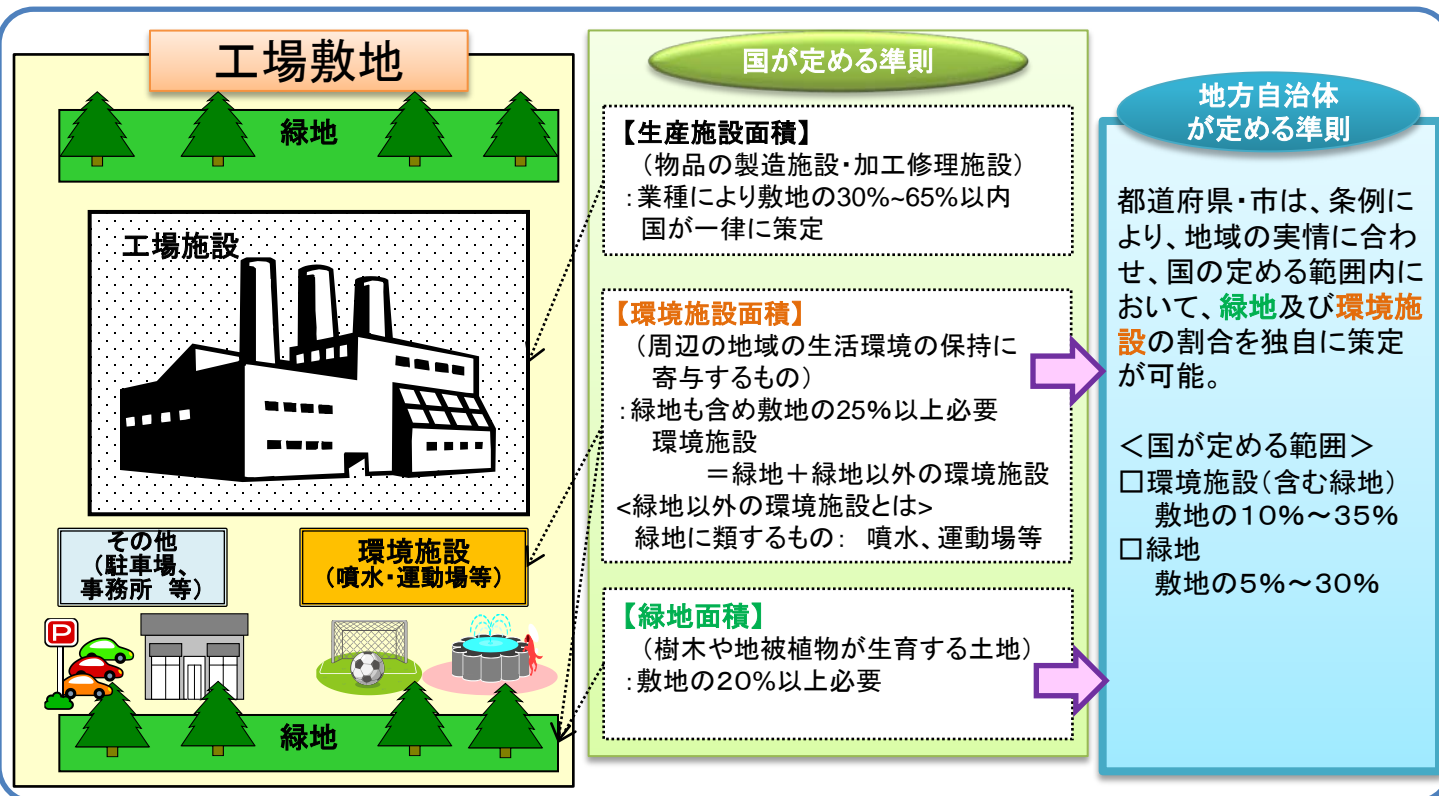 工場敷地
緑地
工場施設
その他
（駐車場、
事務所　等）
環境施設
（噴水・運動場等）
P
緑地
国が定める準則
【生産施設面積】
（物品の製造施設・加工修理施設）
：業種により敷地の30%~65%以内
国が一律に策定
【環境施設面積】
（周辺の地域の生活環境の保持に
寄与するもの）
：緑地も含め敷地の25%以上必要
環境施設
＝緑地＋緑地以外の環境施設
<緑地以外の環境施設とは>
緑地に類するもの：　噴水、運動場等
【緑地面積】
（樹木や地被植物が生育する土地）
：敷地の20%以上必要
地方自治体
が定める準則
都道府県・市は、条例に
より、地域の実情に合わ
せ、国の定める範囲内に
おいて、緑地及び環境施
設の割合を独自に策定
が可能。
＜国が定める範囲＞
□環境施設（含む緑地）
敷地の１０％～３５％
□緑地
敷地の５％～３０％